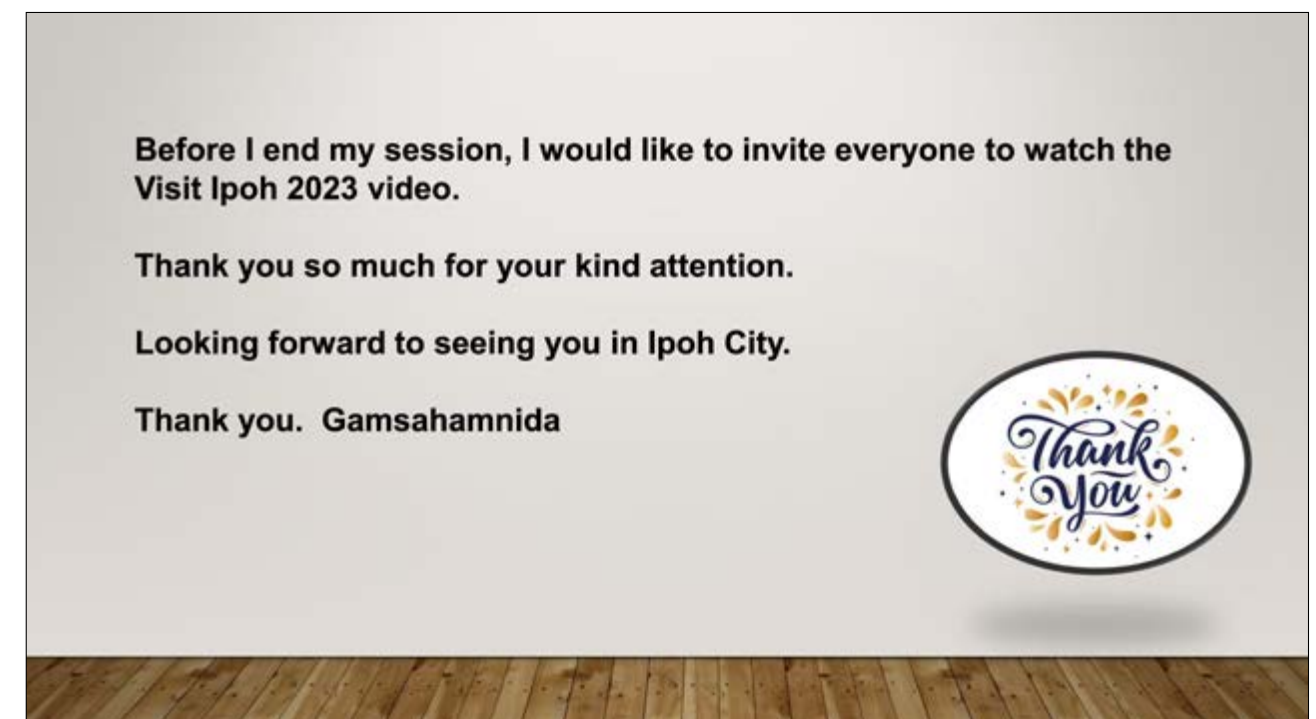 Before I end my session, I would like to invite everyone to watch the
Visit Ipoh 2023 video.
Thank you so much for your kind attention.
Looking forward to seeing you in Ipoh City.
Thank you.  Gamsahamnida
Thank
You